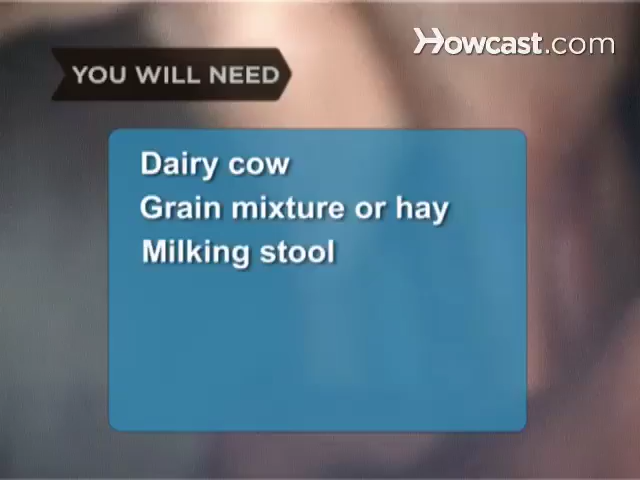 Howcast.com
YOU WILL NEED
Dairy cow
Grain mixture or hay
Milking stool